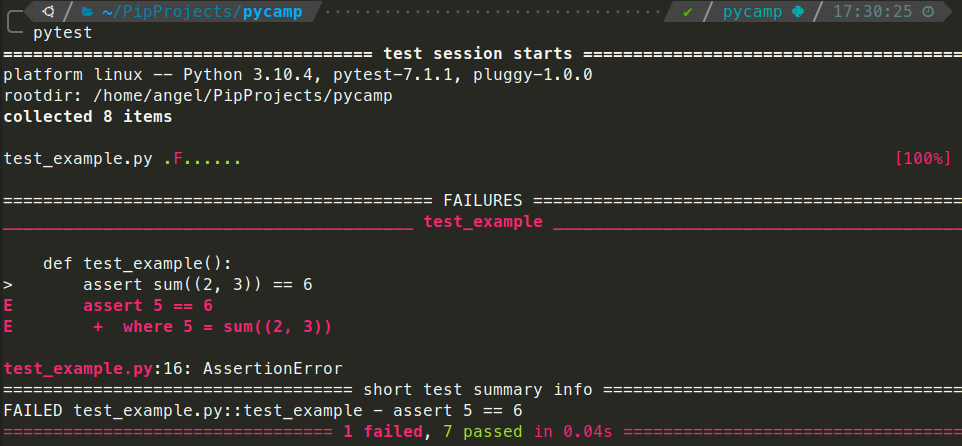 ~/PipProjects/pycamp ✔ pycamp 17:30:25
pytest
===================================== test session starts ======================================
platform linux -- Python 3.10.4, pytest-7.1.1, pluggy-1.0.0
rootdir: /home/angel/PipProjects/pycamp
collected 8 items
test_example.py .F...... [100%]
=========================================== FAILURES ===========================================
_________________________________________ test_example _________________________________________
def test_example():
> assert sum((2, 3)) == 6
E assert 5 == 6
E + where 5 = sum((2, 3))
test_example.py:16: AssertionError
=================================== short test summary info ====================================
FAILED test_example.py::test_example - assert 5 == 6
================================= 1 failed, 7 passed in 0.04s ==================================